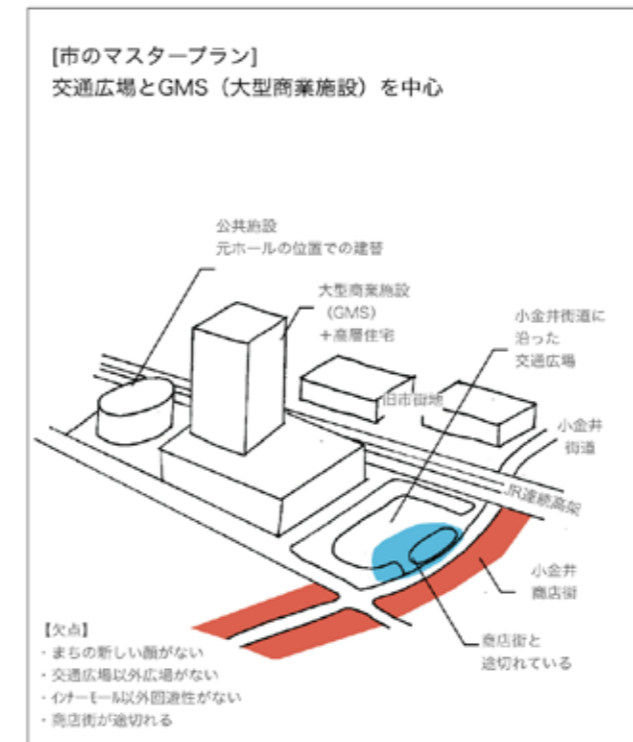 [市のマスタープラン]
交通広場とGMS（大型商業施設）を中心
公共施設
元ホールの位置での建替
大型商業施設
（GMS）
＋高層住宅
小金井街道に
沿った
交通広場
旧市街地
小金井
街道
JR連続高架
小金井
商店街
商店街と
途切れている
【欠点】
・まちの新しい顔がない
・交通広場以外広場がない
・インナーモール以外回遊性がない
・商店街が途切れる